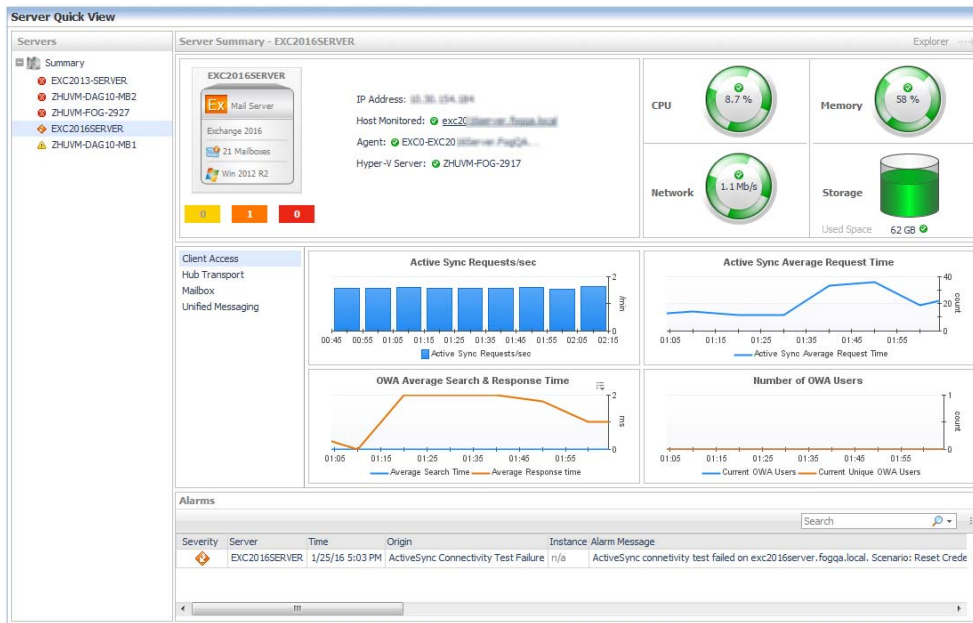 Server Quick View
Servers
Summary
EXC2013-SERVER
ZHUVM-DAG10-MB2
ZHUVM-FOG-2927
EXC2016SERVER
ZHUVM-DAG10-MB1
Server Summary - EXC2016SERVER
Explorer
EXC2016SERVER
Ex Mail Server
Exchange 2016
21 Mailboxes
Win 2012 R2
0 1 0
IP Address:
Host Monitored: exc20
Agent: EXC0-EXC20
Hyper-V Server: ZHUVM-FOG-2917
CPU
8.7 %
Memory
58 %
Network
1.1 Mb/s
Storage
Used Space 62 GB
Client Access
Hub Transport
Mailbox
Unified Messaging
Active Sync Requests/sec
2
0
/min
00:45 00:55 01:05 01:15 01:25 01:35 01:45 01:55 02:05 02:15
Active Sync Requests/sec
Active Sync Average Request Time
40
20
0
count
01:05 01:15 01:25 01:35 01:45 01:55
Active Sync Average Request Time
OWA Average Search & Response Time
2
0
ms
01:05 01:15 01:25 01:35 01:45 01:55
Average Search Time Average Response time
Number of OWA Users
1
0
count
01:05 01:15 01:25 01:35 01:45 01:55
Current OWA Users Current Unique OWA Users
Alarms
Search
Severity Server Time Origin Instance Alarm Message
EXC2016SERVER 1/25/16 5:03 PM ActiveSync Connectivity Test Failure n/a ActiveSync connetivity test failed on exc2016server.fogqa.local. Scenario: Reset Crede